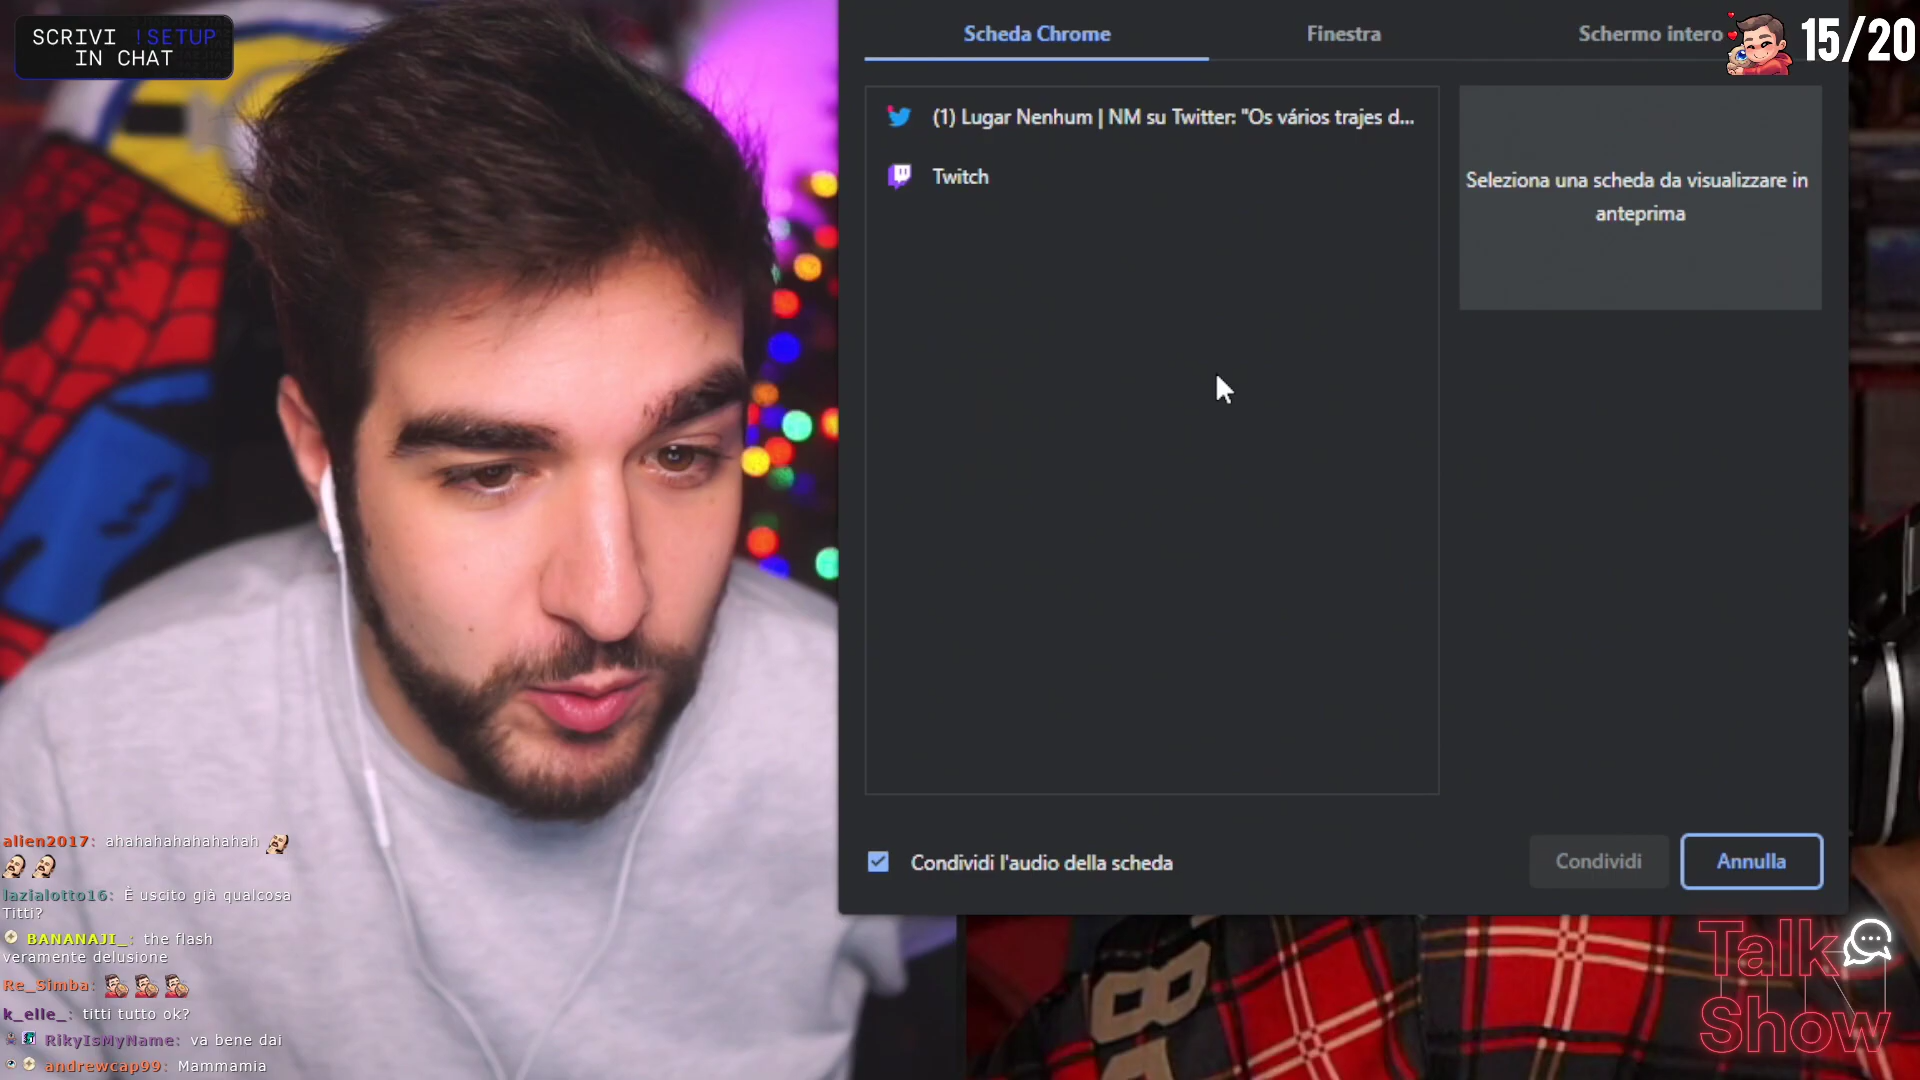 SCRIVI !SETUP
IN CHAT
Scheda Chrome
Finestra
Schermo intero
15/20
(1) Lugar Nenhum | NM su Twitter: "Os vários trajes d...
Twitch
Seleziona una scheda da visualizzare in
anteprima
Condividi l'audio della scheda
Condividi
Annulla
alien2017: ahahahahahahahah
lazialotto16: È uscito già qualcosa
Titti?
BANANAJI_: the flash
veramente delusione
Re_Simba:
k_elle_: titti tutto ok?
RikyIsMyName: va bene dai
andrewcap99: Mammamia
Talk
IN
Show